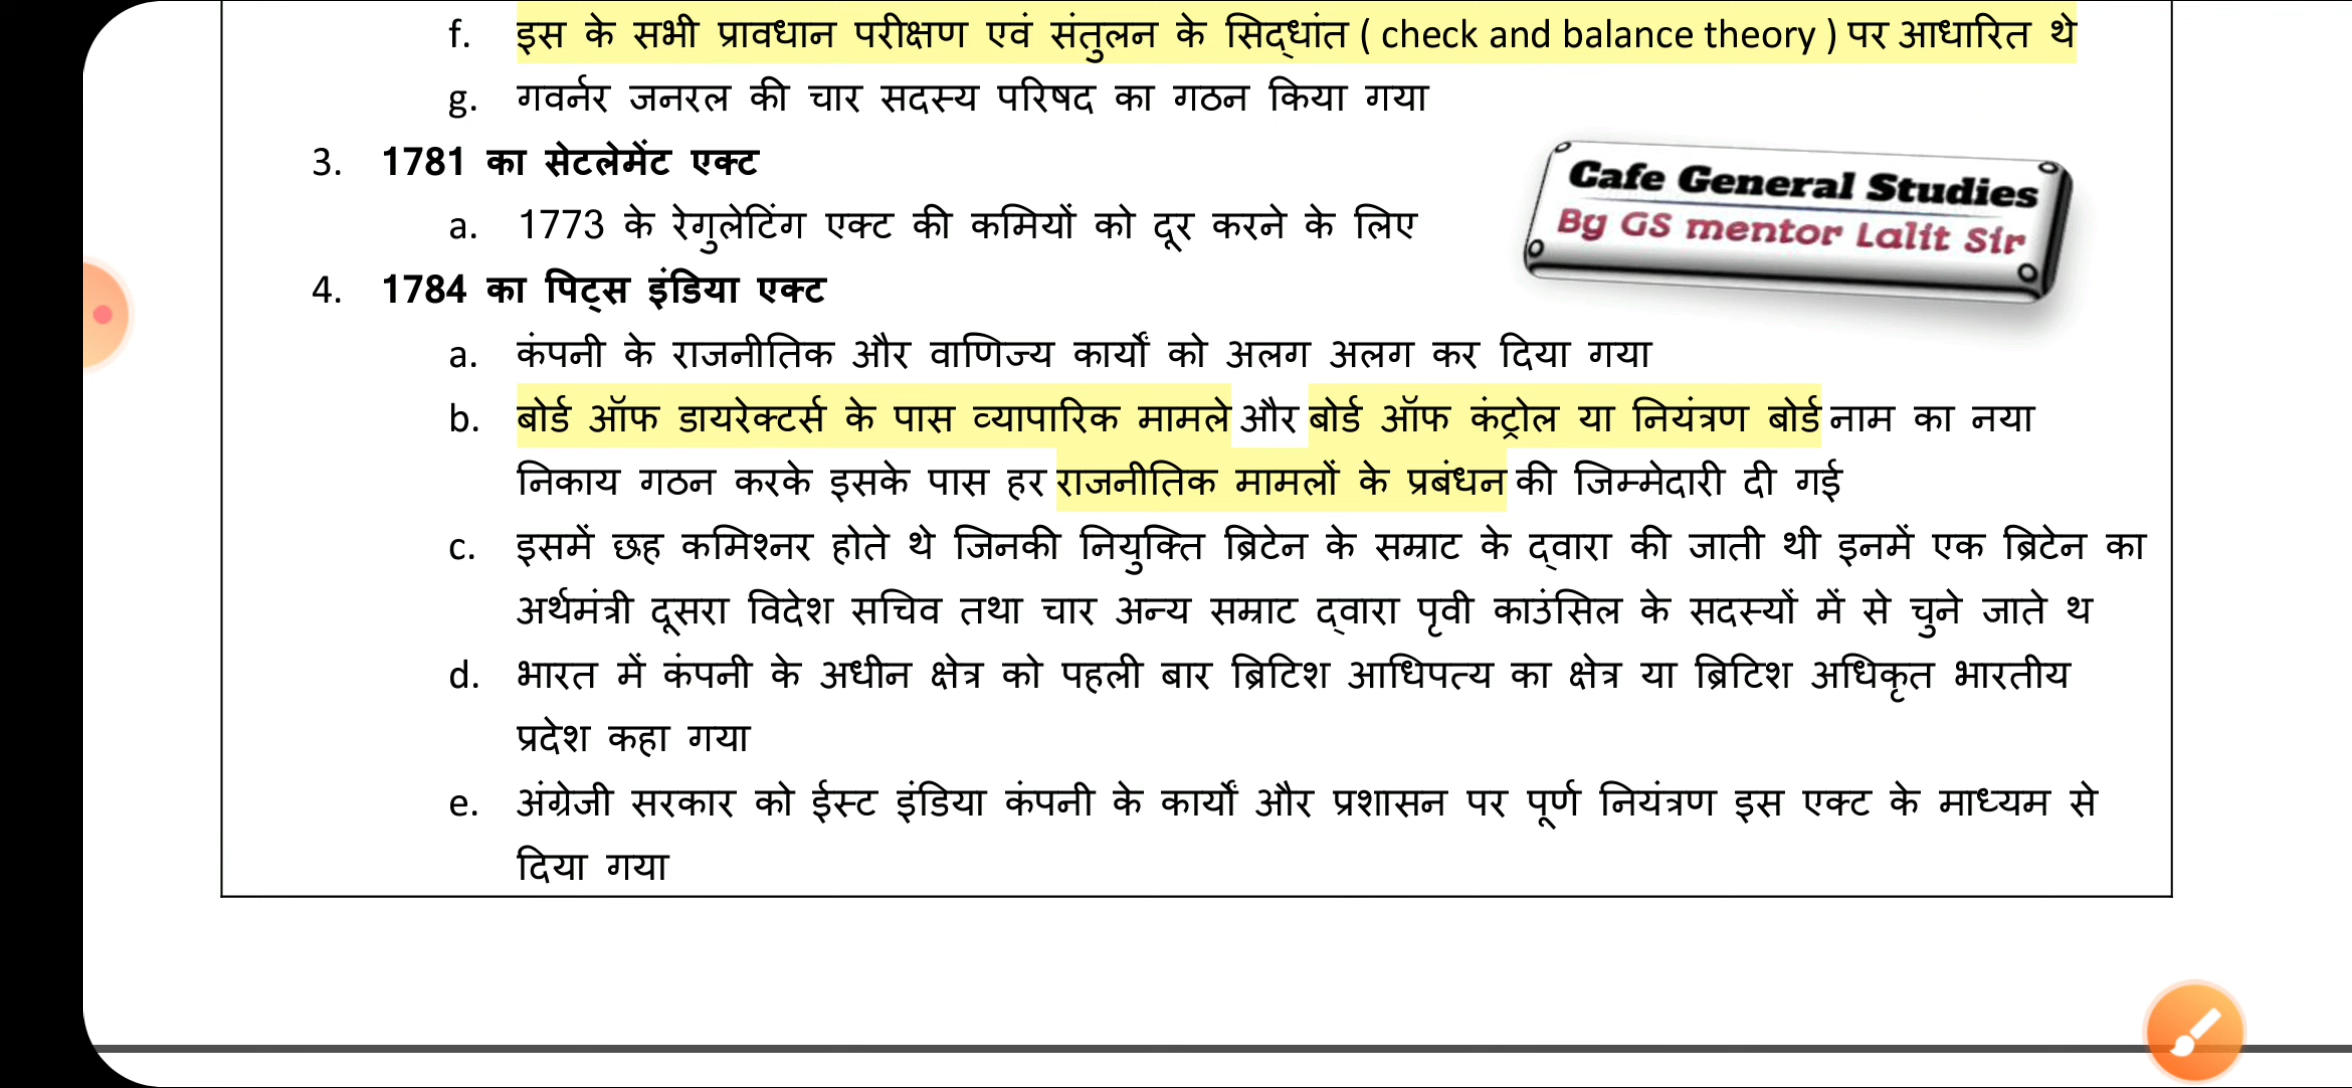 f. इस के सभी प्रावधान परीक्षण एवं संतुलन के सिद्धांत ( check and balance theory ) पर आधारित थे
g. गवर्नर जनरल की चार सदस्य परिषद का गठन किया गया
3. 1781 का सेटलेमेंट एक्ट
Cafe General Studies
By GS mentor Lalit Sir
a. 1773 के रेगुलेटिंग एक्ट की कमियों को दूर करने के लिए
4. 1784 का पिट्स इंडिया एक्ट
a. कंपनी के राजनीतिक और वाणिज्य कार्यों को अलग अलग कर दिया गया
b. बोर्ड ऑफ डायरेक्टर्स के पास व्यापारिक मामले और बोर्ड ऑफ कंट्रोल या नियंत्रण बोर्ड नाम का नया
निकाय गठन करके इसके पास हर राजनीतिक मामलों के प्रबंधन की जिम्मेदारी दी गई
c. इसमें छह कमिश्नर होते थे जिनकी नियुक्ति ब्रिटेन के सम्राट के द्वारा की जाती थी इनमें एक ब्रिटेन का
अर्थमंत्री दूसरा विदेश सचिव तथा चार अन्य सम्राट द्वारा पृवी काउंसिल के सदस्यों में से चुने जाते थ
d. भारत में कंपनी के अधीन क्षेत्र को पहली बार ब्रिटिश आधिपत्य का क्षेत्र या ब्रिटिश अधिकृत भारतीय
प्रदेश कहा गया
e. अंग्रेजी सरकार को ईस्ट इंडिया कंपनी के कार्यों और प्रशासन पर पूर्ण नियंत्रण इस एक्ट के माध्यम से
दिया गया